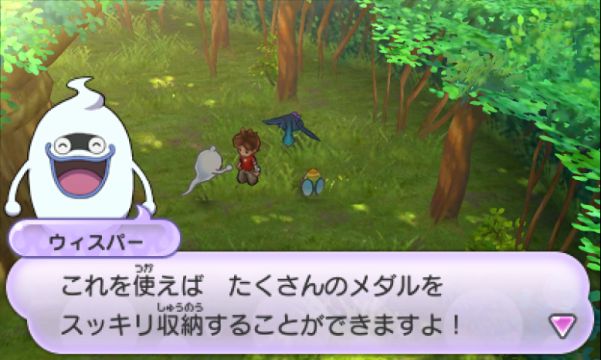 ウィスパー
これを使えば　たくさんのメダルを
スッキリ収納することができますよ！